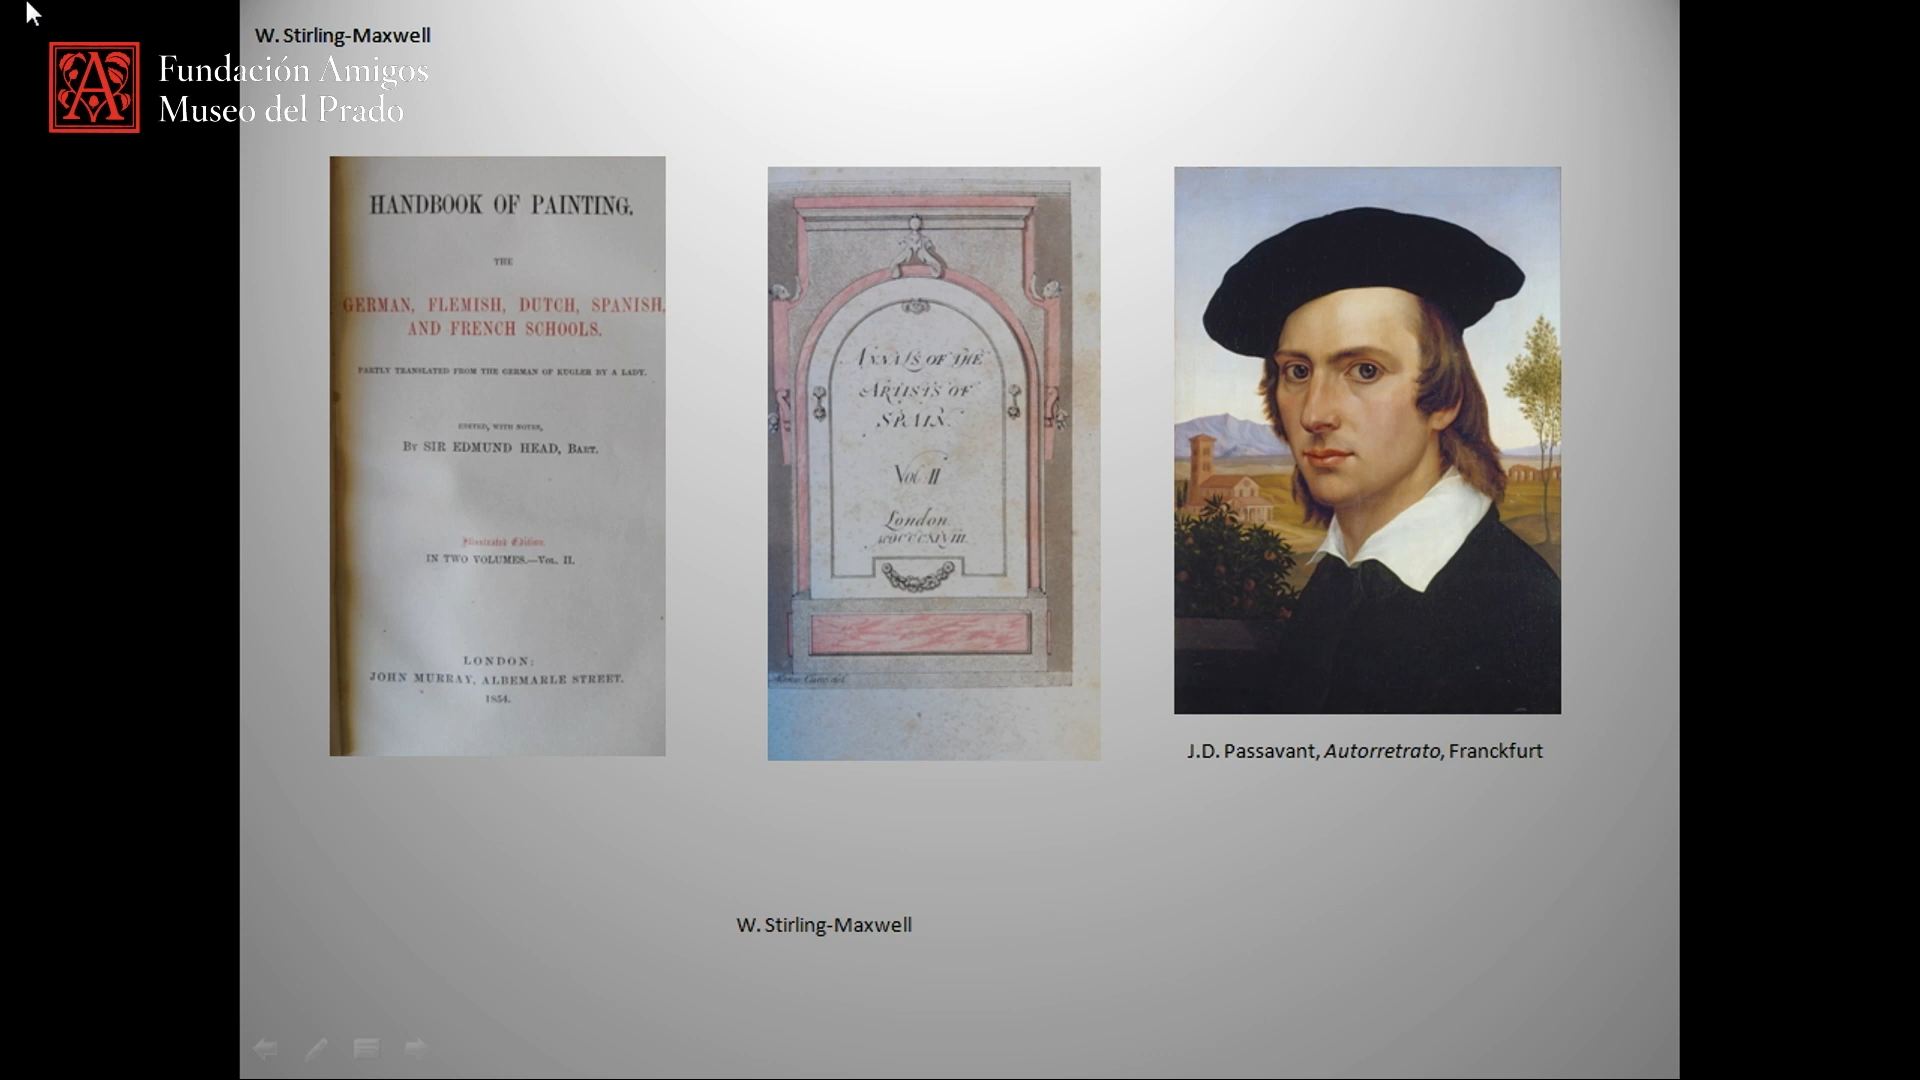 W. Stirling-Maxwell
Fundación Amigos
Museo del Prado
HANDBOOK OF PAINTING.
THE
GERMAN, FLEMISH, DUTCH, SPANISH,
AND FRENCH SCHOOLS.
PARTLY TRANSLATED FROM THE GERMAN OF KUGLER BY A LADY.
EDITED, WITH NOTES,
BY SIR EDMUND HEAD, BART.
Illustrated Edition.
IN TWO VOLUMES.—VOL. II.
LONDON:
JOHN MURRAY, ALBEMARLE STREET.
1854.
ANNALS OF THE
ARTISTS OF
SPAIN.
Vol II
London.
MDCCCXLVIII.
J.D. Passavant, Autorretrato, Franckfurt
W. Stirling-Maxwell